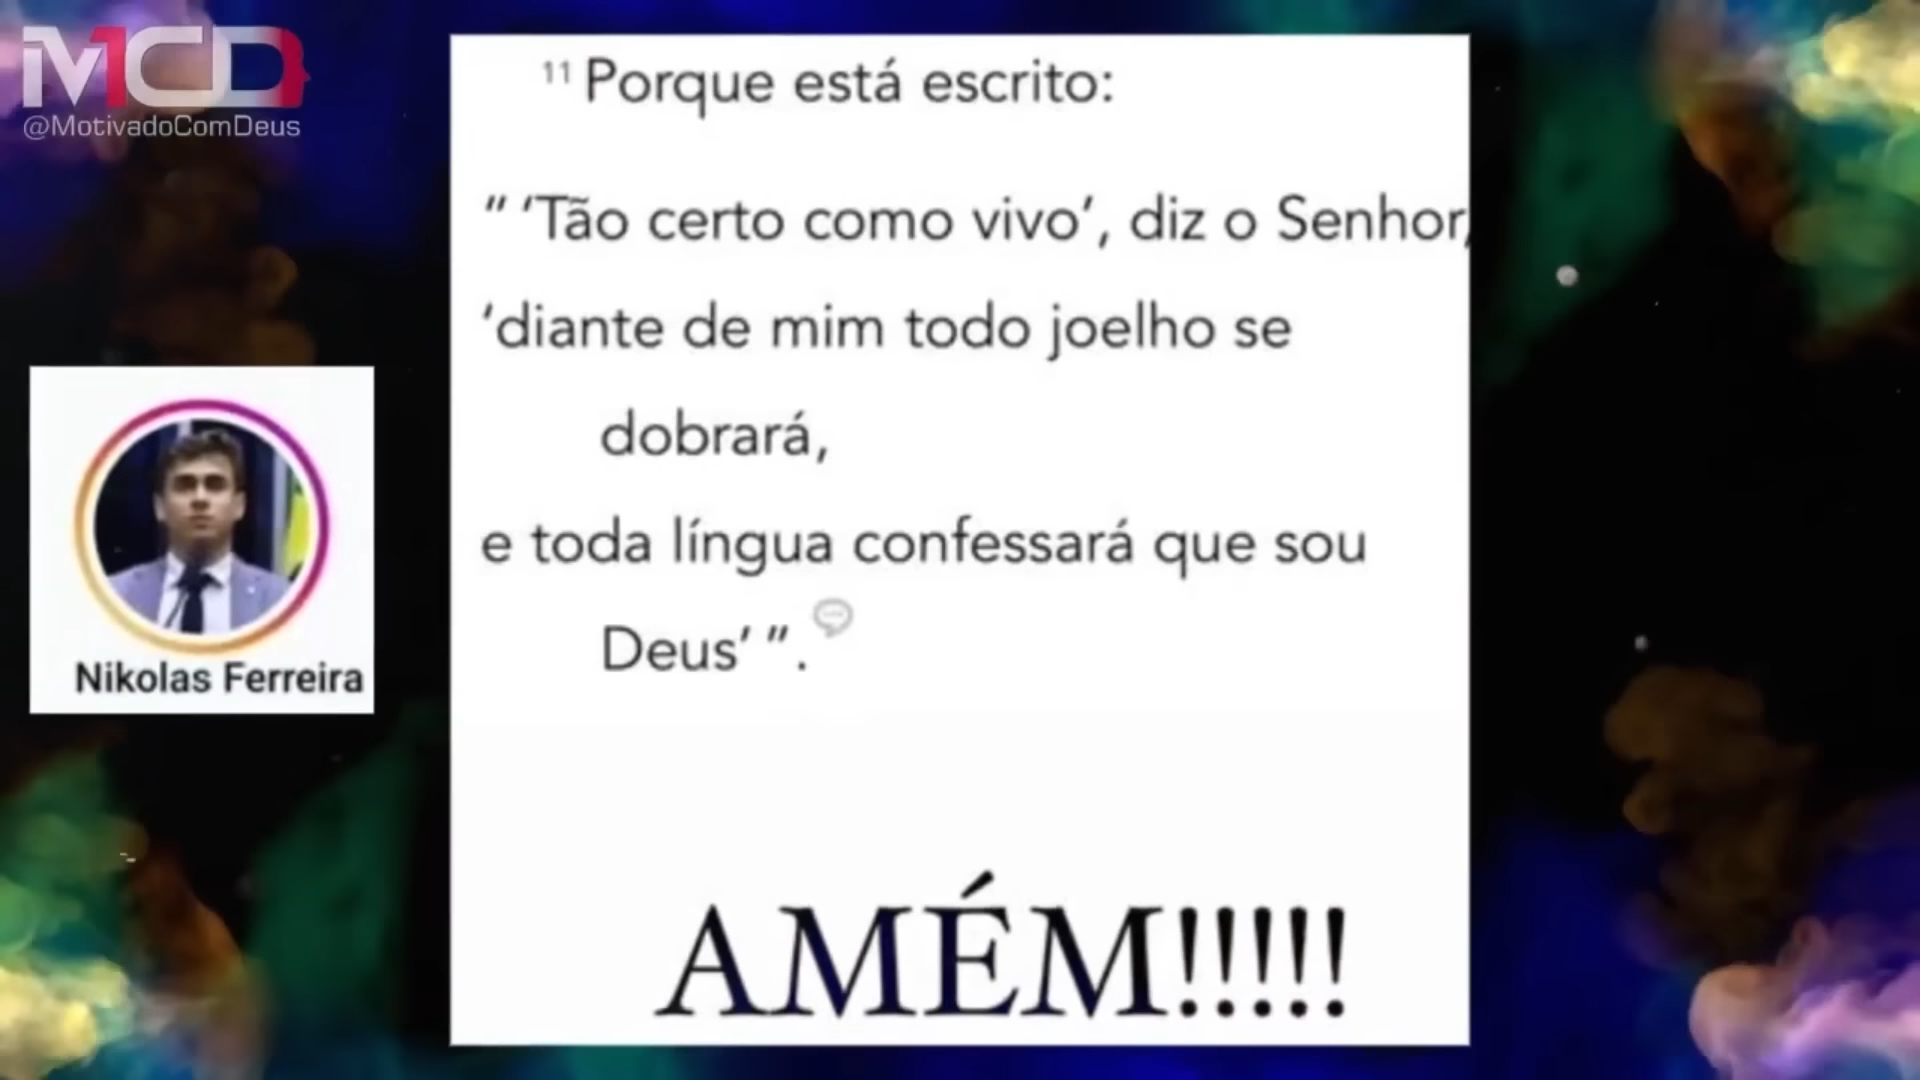 MCD
@MotivadoComDeus
11 Porque está escrito:
“ ‘Tão certo como vivo’, diz o Senhor,
‘diante de mim todo joelho se
dobrará,
e toda língua confessará que sou
Deus’ ”.
Nikolas Ferreira
AMÉM!!!!!